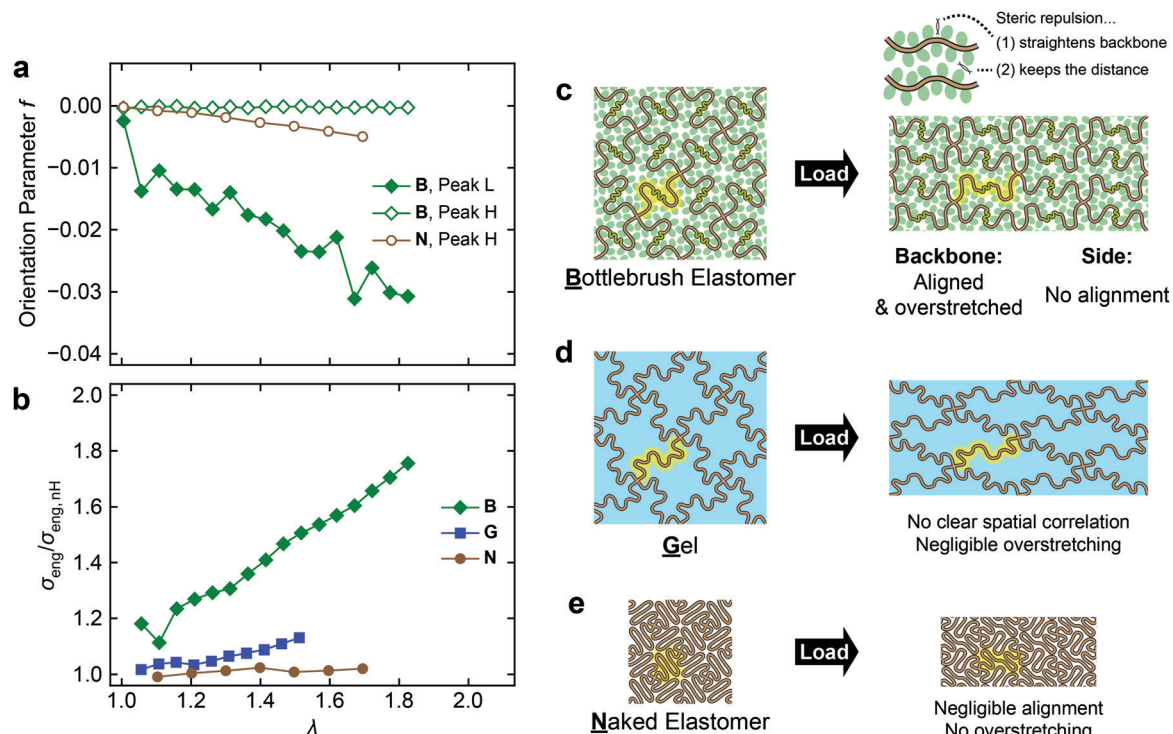 a
0.00
−0.01
−0.02
−0.03
−0.04
Orientation Parameter f
B, Peak L
B, Peak H
N, Peak H
b
2.0
1.8
1.6
1.4
1.2
1.0
σeng/σeng,nH
B
G
N
1.0
1.2
1.4
1.6
1.8
2.0
λ
Steric repulsion...
(1) straightens backbone
(2) keeps the distance
c
Load
Bottlebrush Elastomer
Backbone:
Aligned
& overstretched
Side:
No alignment
d
Load
Gel
No clear spatial correlation
Negligible overstretching
e
Load
Naked Elastomer
Negligible alignment
No overstretching